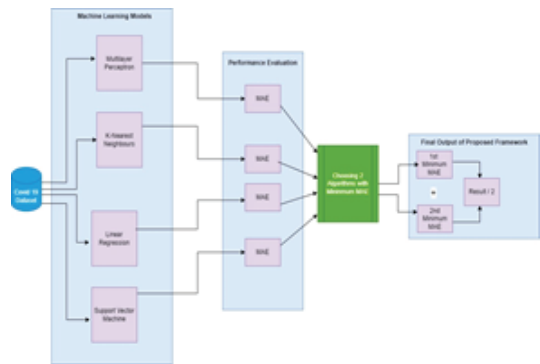 Machine Learning Models
Multilayer
Perceptron
K-Nearest
Neighbours
Covid 19
Dataset
Linear
Regression
Support Vector
Machine
Performance Evaluation
MAE
MAE
MAE
MAE
Choosing 2
Algorithms with
Minimum MAE
Final Output of Proposed Framework
1st
Minimum
MAE
+
2nd
Minimum
MAE
Result / 2